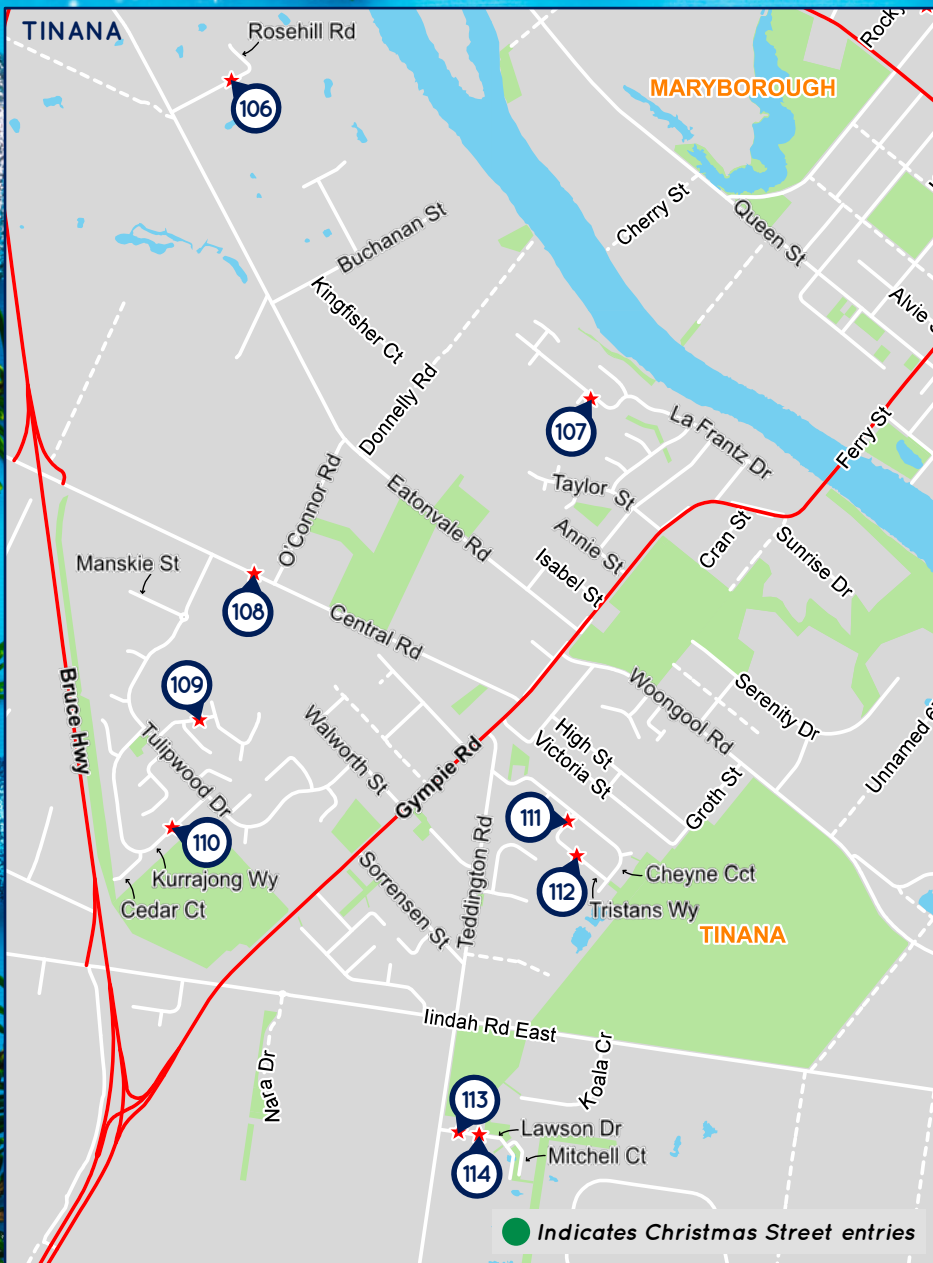 TINANA
Rosehill Rd
Rocky
106
MARYBOROUGH
Cherry St
Queen St
Buchanan St
Kingfisher Ct
Alvie S
Donnelly Rd
107
La Frantz Dr
Ferry St
O'Connor Rd
Eatonvale Rd
Taylor St
Annie St
Isabel St
Cran St
Sunrise Dr
Manskie St
108
Central Rd
109
Bruce Hwy
Tulipwood Dr
Walworth St
Woongool Rd
Serenity Dr
Unnamed
High St
Victoria St
Gympie Rd
Groth St
110
111
Kurrajong Wy
Cedar Ct
Sorrensen St
Teddington Rd
112
Cheyne Cct
Tristans Wy
TINANA
Iindah Rd East
Nara Dr
Koala Cr
113
Lawson Dr
Mitchell Ct
114
Indicates Christmas Street entries